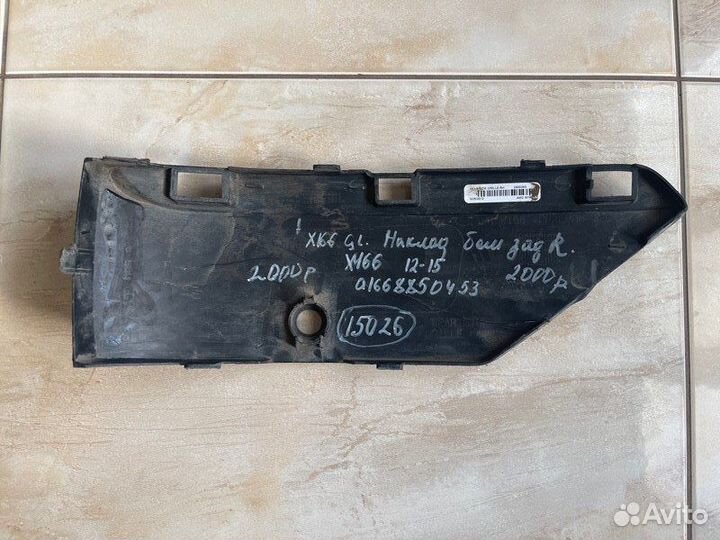 X166 GL. Наклад бам зад R.
2000р X166 12-15 2000р
A1668850453
15026
Avito